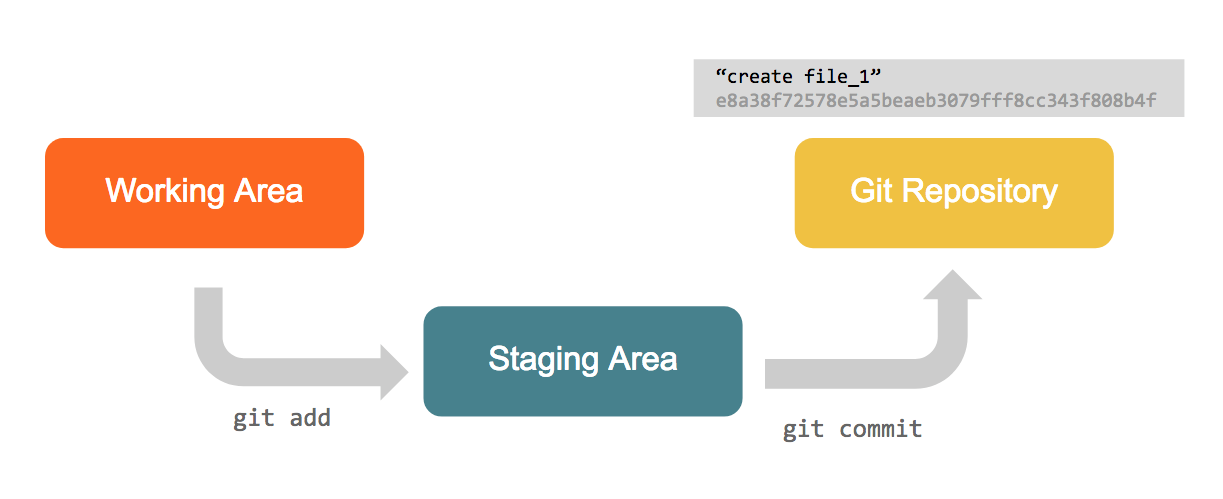 “create file_1”
e8a38f72578e5a5beaeb3079fff8cc343f808b4f
Working Area
Git Repository
Staging Area
git add
git commit